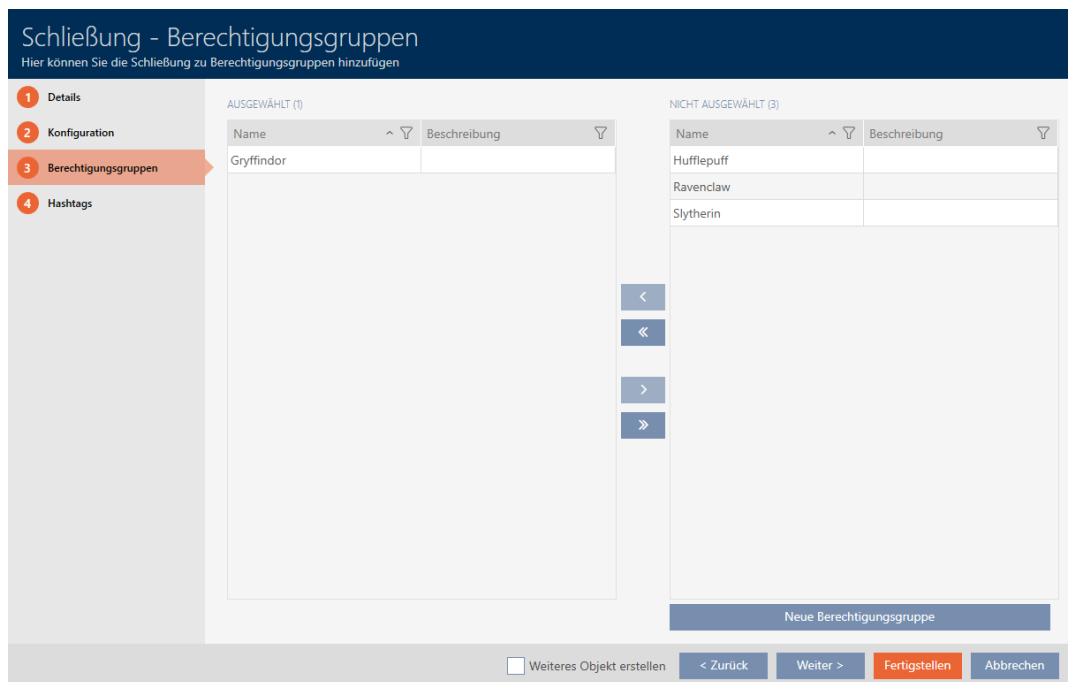 Schließung - Berechtigungsgruppen
Hier können Sie die Schließung zu Berechtigungsgruppen hinzufügen
1 Details
2 Konfiguration
3 Berechtigungsgruppen
4 Hashtags
AUSGEWÄHLT (1)
Name Beschreibung
Gryffindor
NICHT AUSGEWÄHLT (3)
Name Beschreibung
Hufflepuff
Ravenclaw
Slytherin
Neue Berechtigungsgruppe
Weiteres Objekt erstellen < Zurück Weiter > Fertigstellen Abbrechen